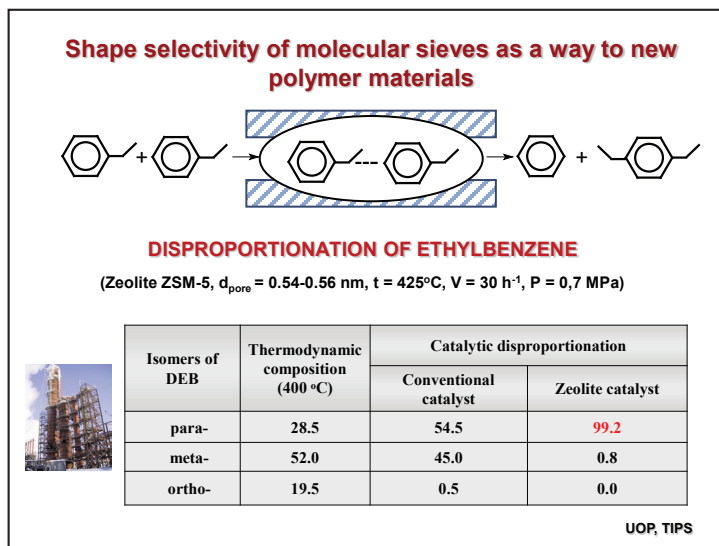 Shape selectivity of molecular sieves as a way to new
polymer materials
+
+
DISPROPORTIONATION OF ETHYLBENZENE
(Zeolite ZSM-5, dpore = 0.54-0.56 nm, t = 425oC, V = 30 h-1, P = 0,7 MPa)
Isomers of
DEB
Thermodynamic
composition
(400 oC)
Catalytic disproportionation
Conventional
catalyst
Zeolite catalyst
para- 28.5 54.5 99.2
meta- 52.0 45.0 0.8
ortho- 19.5 0.5 0.0
UOP, TIPS